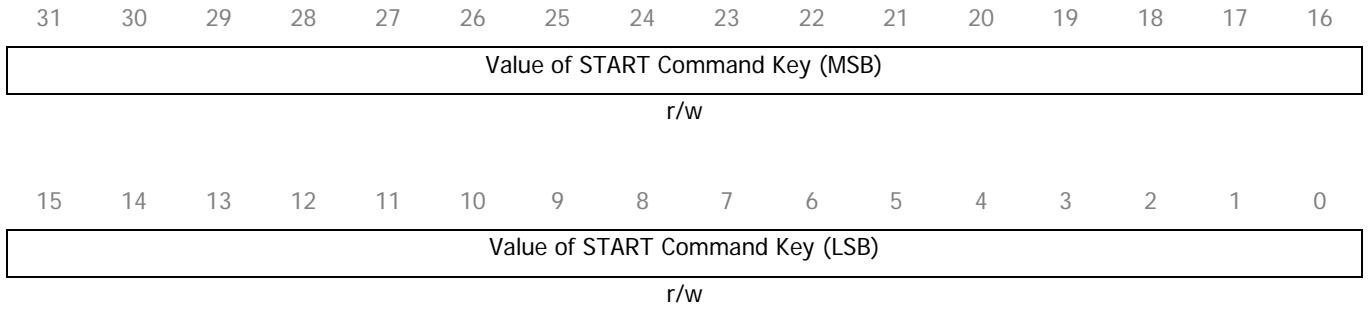 31 30 29 28 27 26 25 24 23 22 21 20 19 18 17 16
Value of START Command Key (MSB)
r/w
15 14 13 12 11 10 9 8 7 6 5 4 3 2 1 0
Value of START Command Key (LSB)
r/w